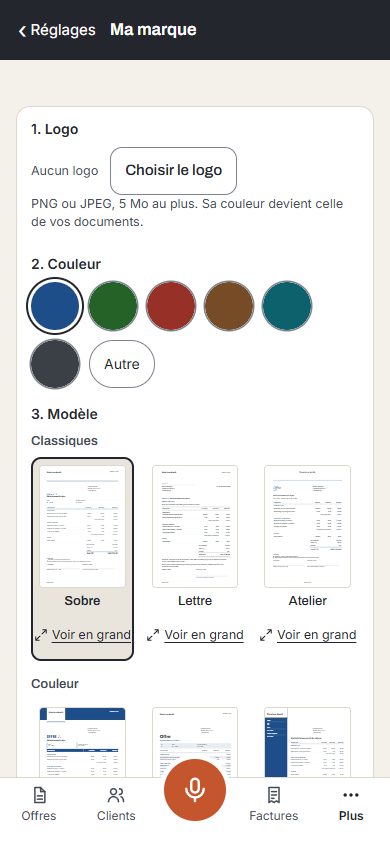 Réglages Ma marque
1. Logo
Aucun logo Choisir le logo
PNG ou JPEG, 5 Mo au plus. Sa couleur devient celle
de vos documents.
2. Couleur
Autre
3. Modèle
Classiques
Sobre Lettre Atelier
Voir en grand Voir en grand Voir en grand
Couleur
OFFRE Offre
Offres Clients Factures Plus